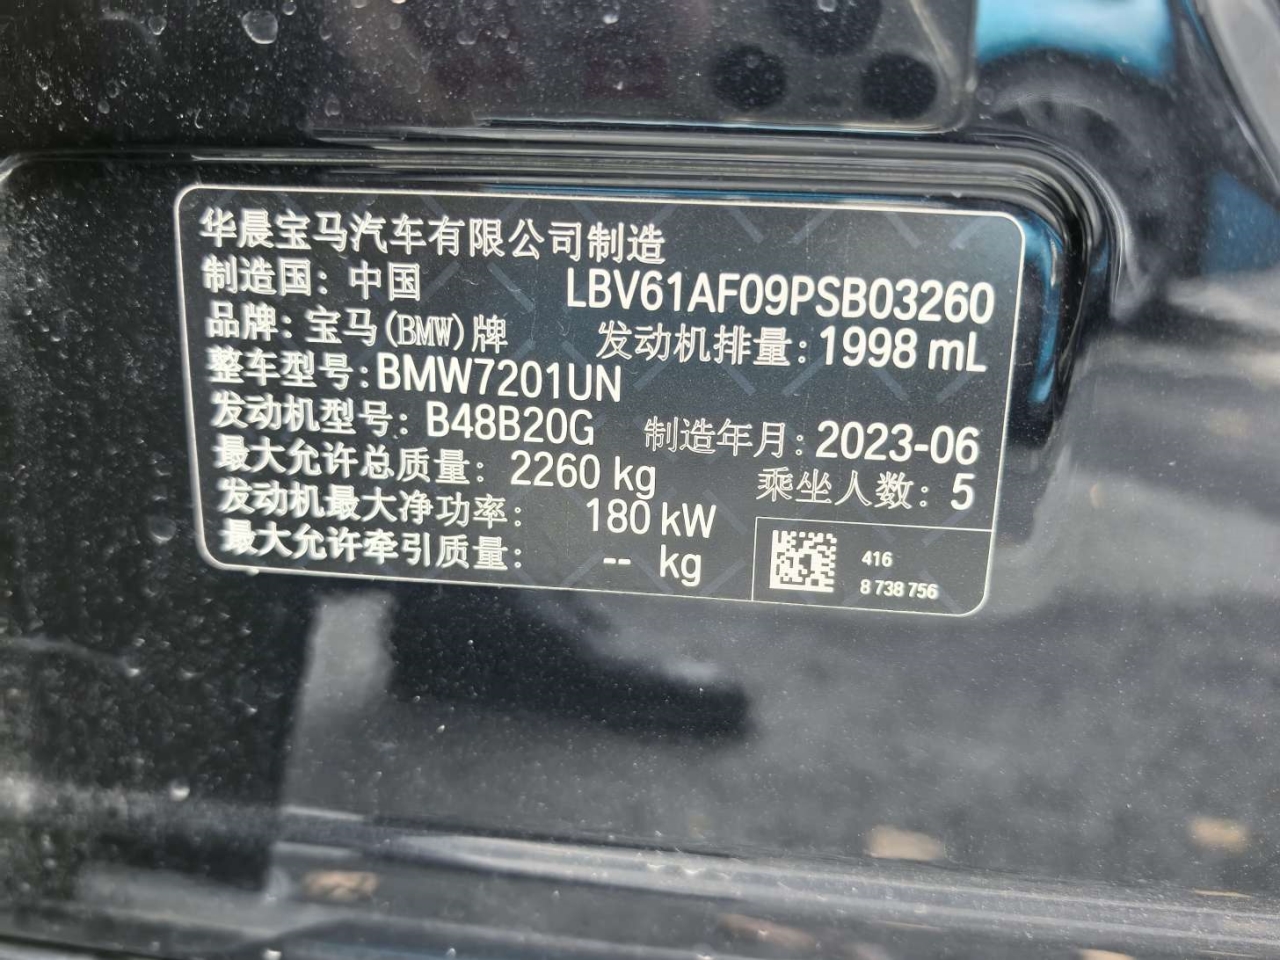 华晨宝马汽车有限公司制造
制造国：中国 LBV61AF09PSB03260
品牌：宝马(BMW)牌 发动机排量：1998 mL
整车型号：BMW7201UN
发动机型号：B48B20G 制造年月：2023-06
最大允许总质量：2260 kg 乘坐人数：5
发动机最大净功率：180 kW
最大允许牵引质量：-- kg
416
8 738 756